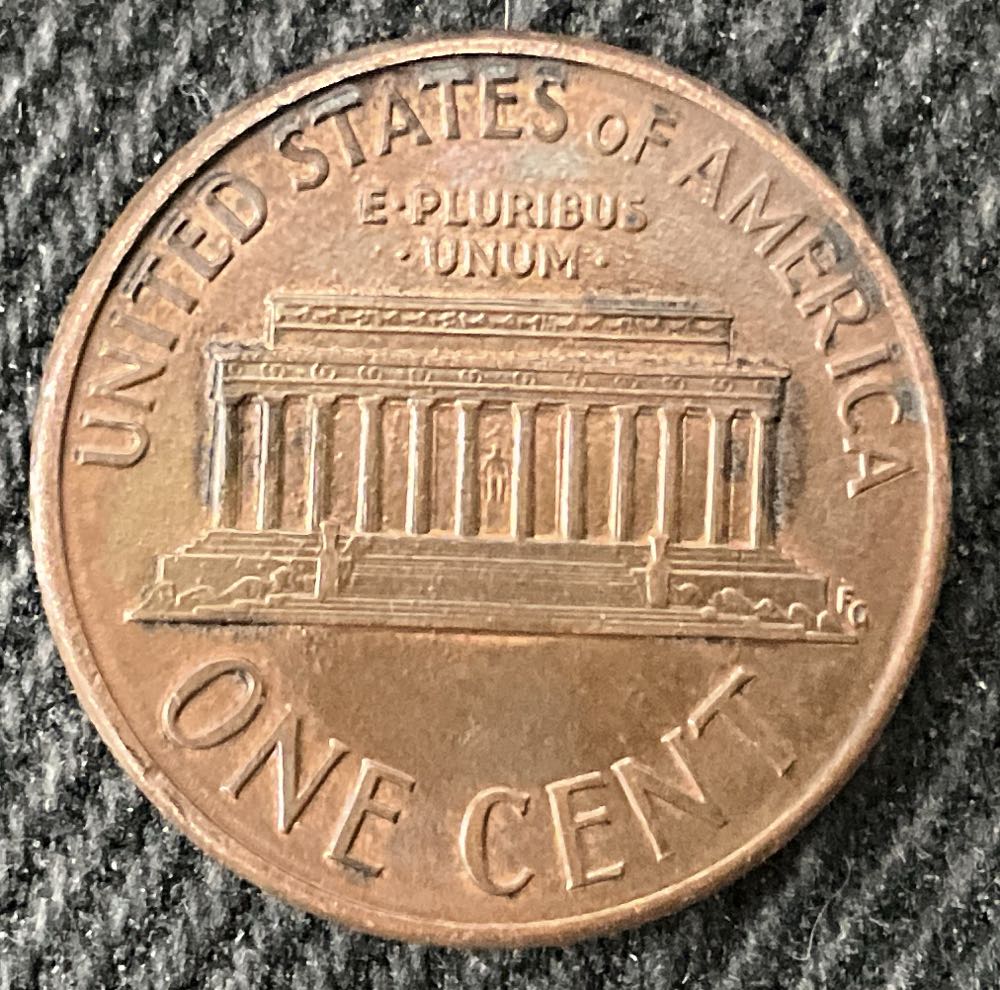 UNITED STATES OF AMERICA
E·PLURIBUS
·UNUM·
FG
ONE CENT